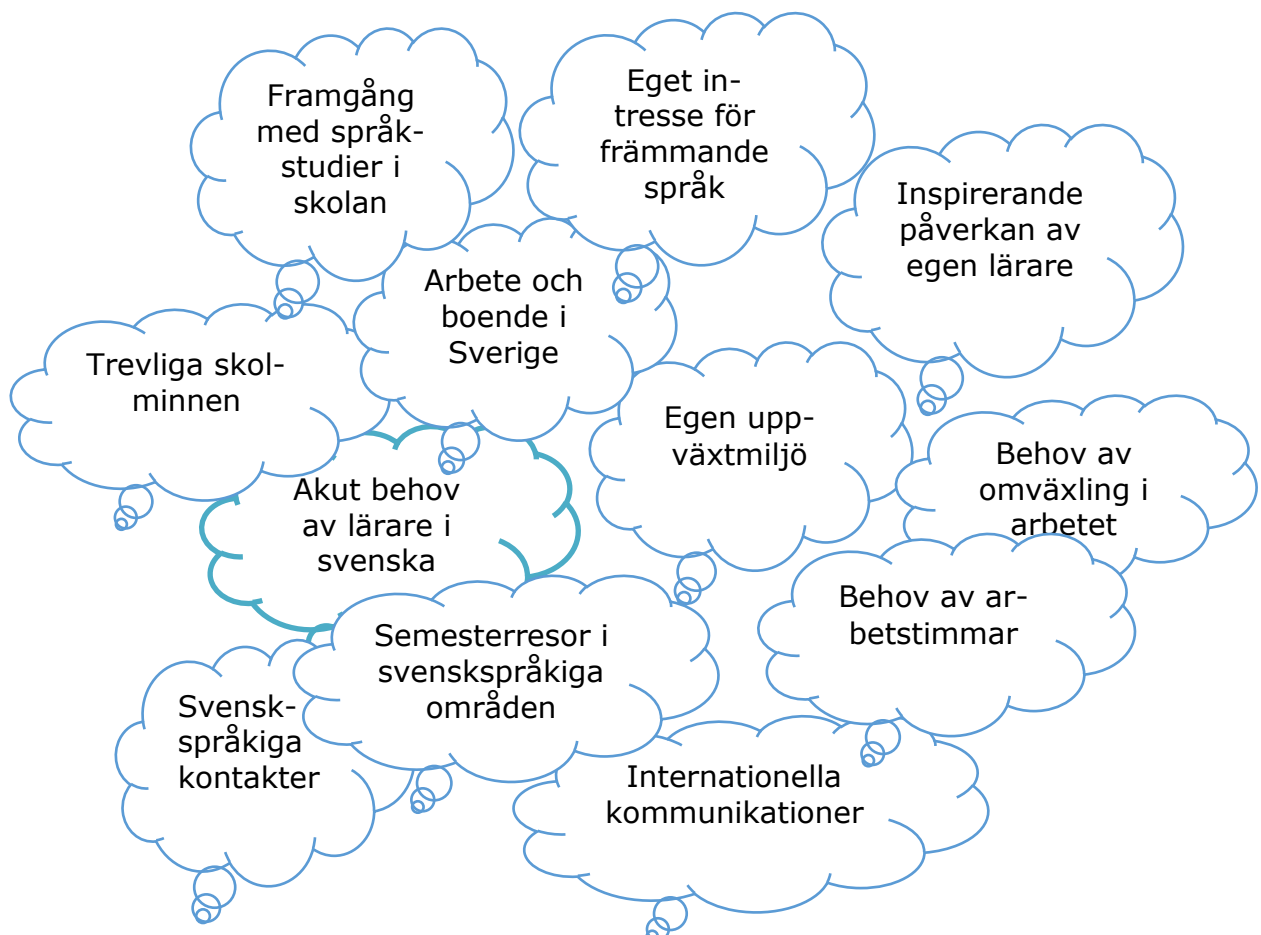 Framgång
med språk-
studier i
skolan
Eget in-
tresse för
främmande
språk
Inspirerande
påverkan av
egen lärare
Arbete och
boende i
Sverige
Trevliga skol-
minnen
Egen upp-
växtmiljö
Behov av
omväxling i
arbetet
Akut behov
av lärare i
svenska
Behov av ar-
betstimmar
Semesterresor i
svenskspråkiga
områden
Svensk-
språkiga
kontakter
Internationella
kommunikationer